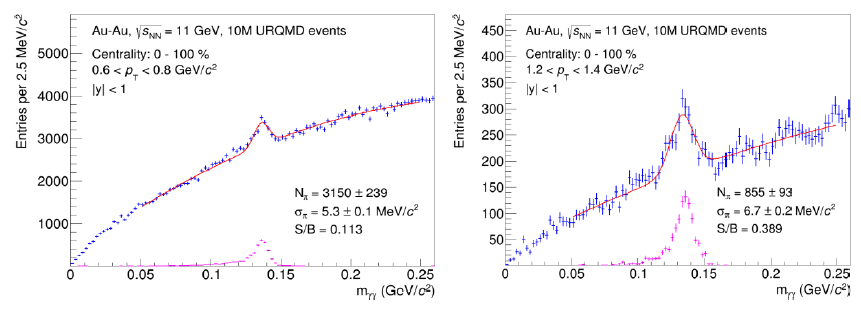 Entries per 2.5 MeV/c²
5000
4000
3000
2000
1000
0
0.05
0.1
0.15
0.2
0.25
m_γγ (GeV/c²)
Au-Au, √s_NN = 11 GeV, 10M URQMD events
Centrality: 0 - 100 %
0.6 < p_T < 0.8 GeV/c²
|y| < 1
N_π = 3150 ± 239
σ_π = 5.3 ± 0.1 MeV/c²
S/B = 0.113
Entries per 2.5 MeV/c²
450
400
350
300
250
200
150
100
50
0
0.05
0.1
0.15
0.2
0.25
m_γγ (GeV/c²)
Au-Au, √s_NN = 11 GeV, 10M URQMD events
Centrality: 0 - 100 %
1.2 < p_T < 1.4 GeV/c²
|y| < 1
N_π = 855 ± 93
σ_π = 6.7 ± 0.2 MeV/c²
S/B = 0.389